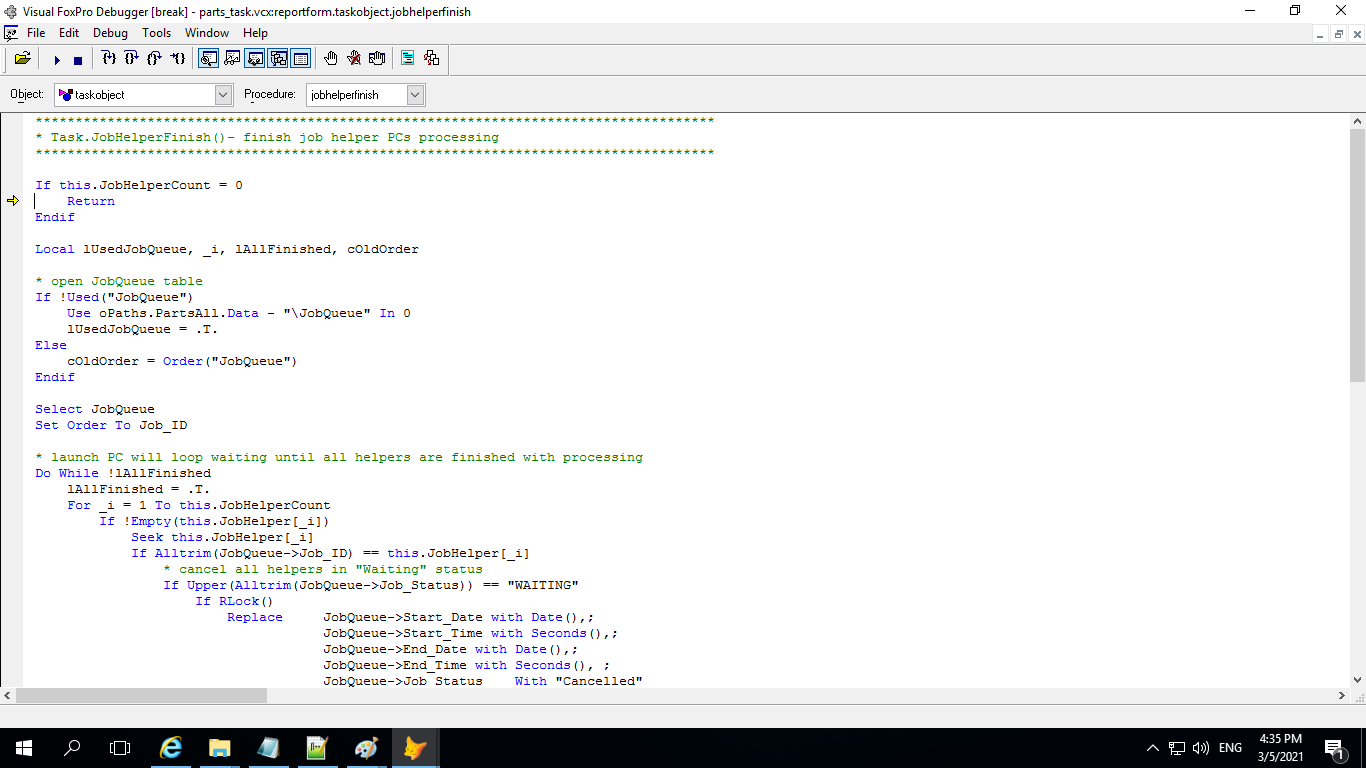 Visual FoxPro Debugger [break] - parts_task.vcx:reportform.taskobject.jobhelperfinish
File Edit Debug Tools Window Help
Object: taskobject Procedure: jobhelperfinish
*************************************************************************************
* Task.JobHelperFinish()- finish job helper PCs processing
*************************************************************************************
If this.JobHelperCount = 0
Return
Endif
Local lUsedJobQueue, _i, lAllFinished, cOldOrder
* open JobQueue table
If !Used("JobQueue")
Use oPaths.PartsAll.Data - "\JobQueue" In 0
lUsedJobQueue = .T.
Else
cOldOrder = Order("JobQueue")
Endif
Select JobQueue
Set Order To Job_ID
* launch PC will loop waiting until all helpers are finished with processing
Do While !lAllFinished
lAllFinished = .T.
For _i = 1 To this.JobHelperCount
If !Empty(this.JobHelper[_i])
Seek this.JobHelper[_i]
If Alltrim(JobQueue->Job_ID) == this.JobHelper[_i]
* cancel all helpers in "Waiting" status
If Upper(Alltrim(JobQueue->Job_Status)) == "WAITING"
If RLock()
Replace JobQueue->Start_Date with Date(),;
JobQueue->Start_Time with Seconds(),;
JobQueue->End_Date with Date(),;
JobQueue->End_Time with Seconds(), ;
JobQueue->Job_Status With "Cancelled"
ENG
4:35 PM
3/5/2021
1